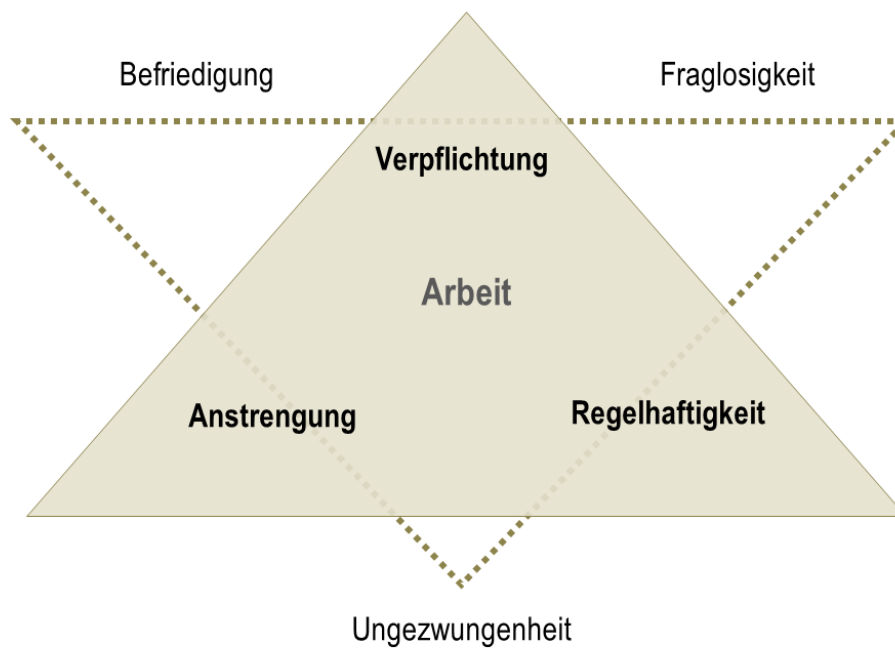 Befriedigung
Fraglosigkeit
Verpflichtung
Arbeit
Anstrengung
Regelhaftigkeit
Ungezwungenheit